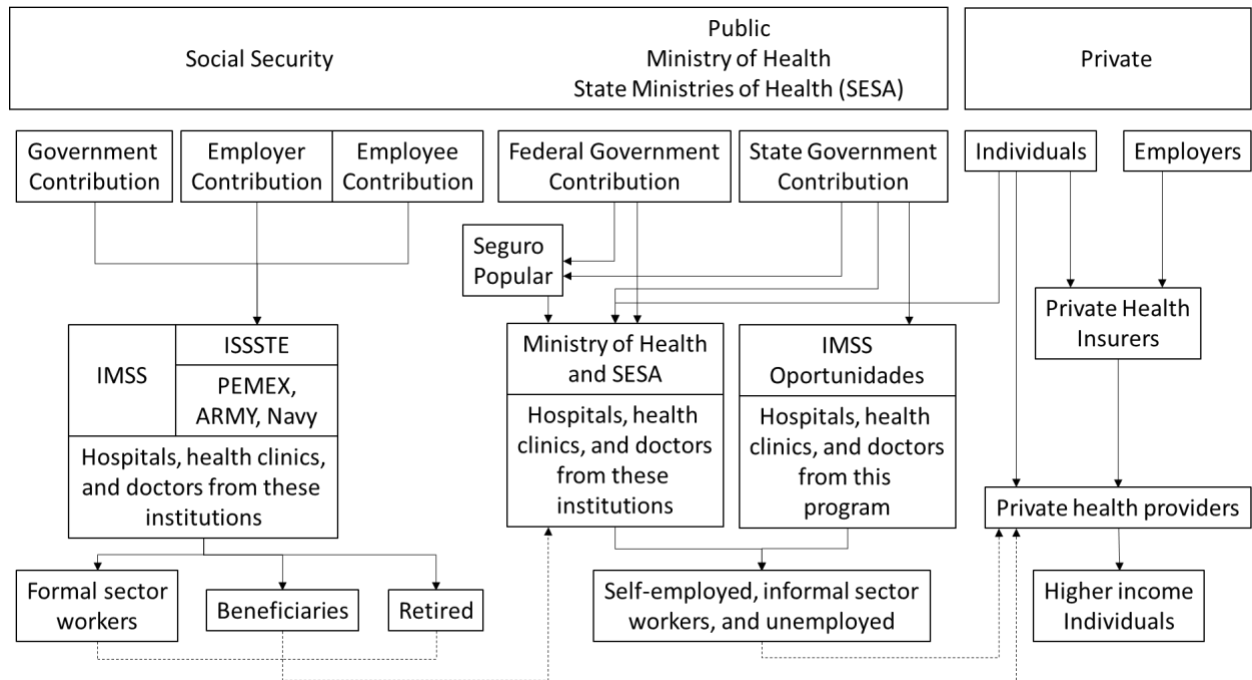 Social Security
Public
Ministry of Health
State Ministries of Health (SESA)
Private
Government
Contribution
Employer
Contribution
Employee
Contribution
Federal Government
Contribution
State Government
Contribution
Individuals
Employers
Seguro
Popular
Private Health
Insurers
IMSS
ISSSTE
PEMEX,
ARMY, Navy
Hospitals, health clinics,
and doctors from these
institutions
Ministry of Health
and SESA
Hospitals, health
clinics, and doctors
from these
institutions
IMSS
Oportunidades
Hospitals, health
clinics, and doctors
from this
program
Private health providers
Formal sector
workers
Beneficiaries
Retired
Self-employed, informal sector
workers, and unemployed
Higher income
Individuals